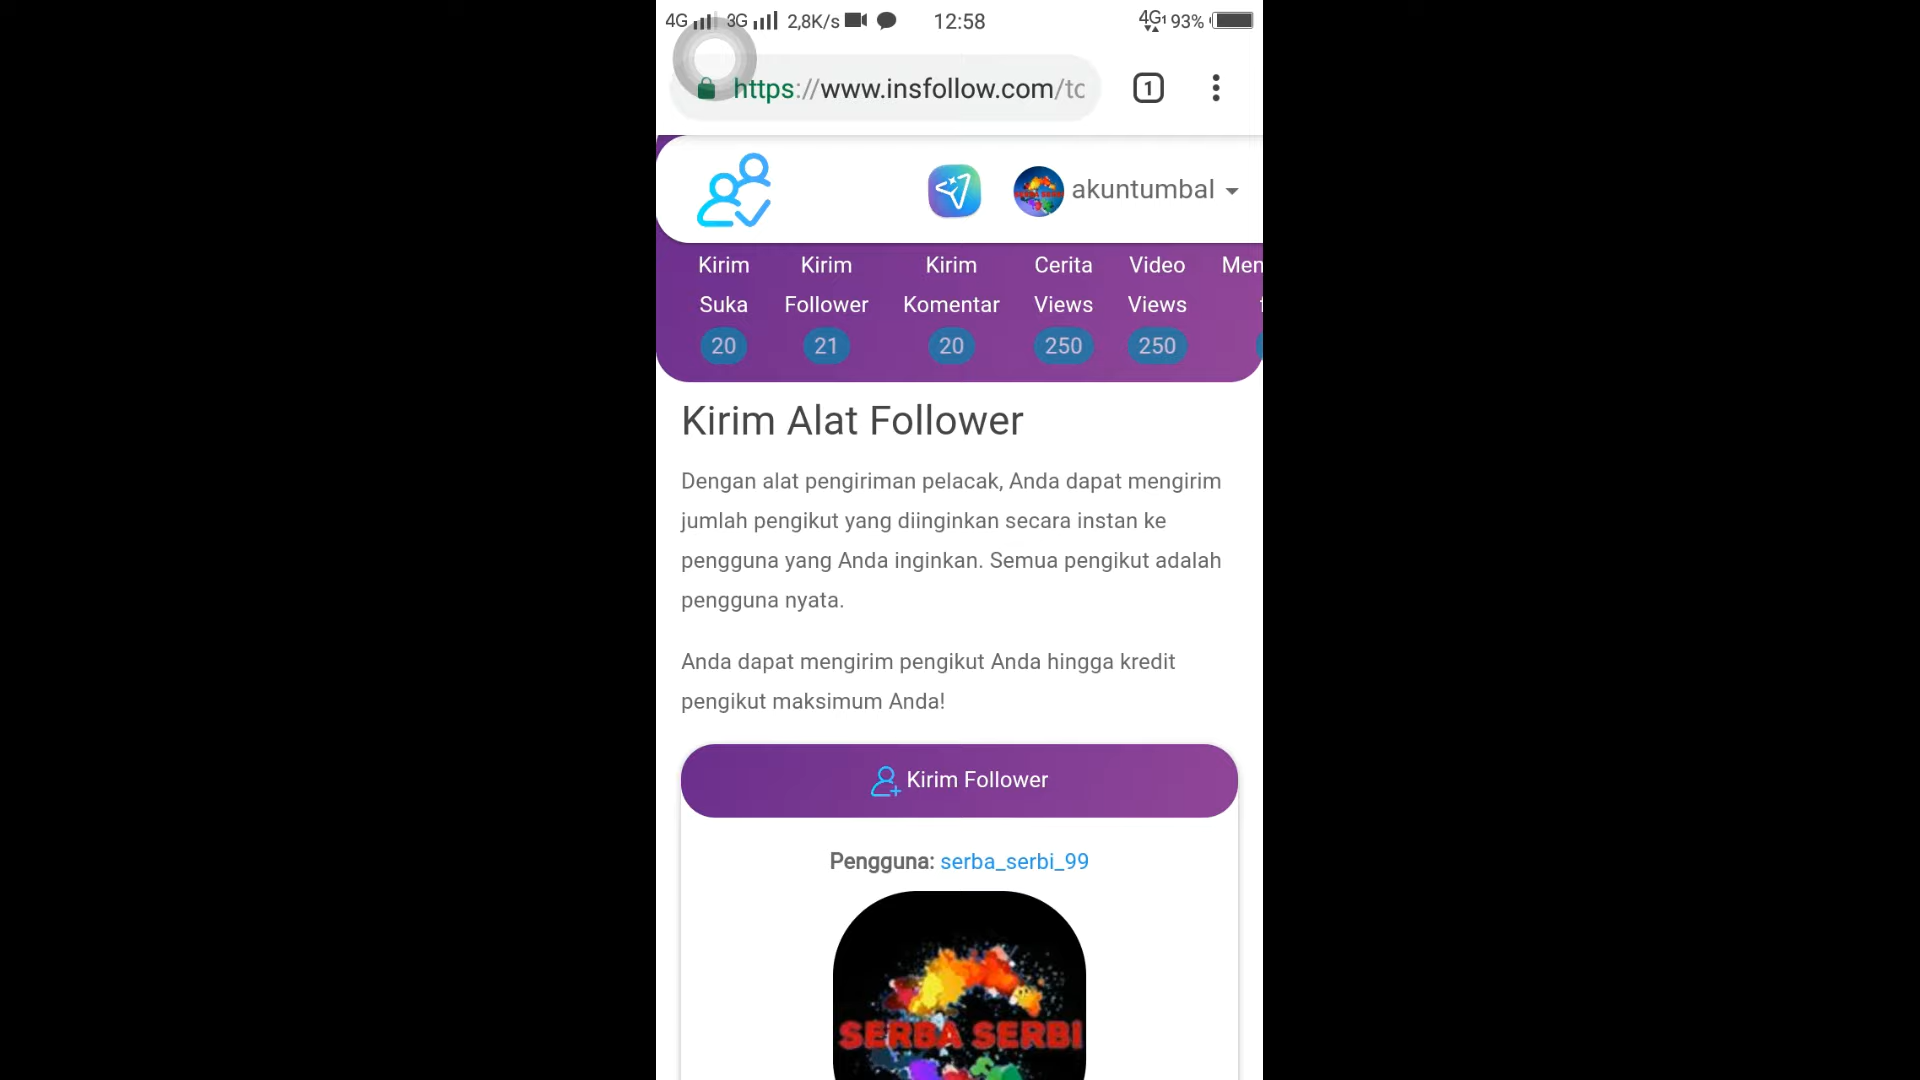 4G 3G 2,8K/s 12:58 4G1 93%
https://www.insfollow.com/tc 1
akuntumbal
Kirim Kirim Kirim Cerita Video Men
Suka Follower Komentar Views Views
20 21 20 250 250
Kirim Alat Follower
Dengan alat pengiriman pelacak, Anda dapat mengirim
jumlah pengikut yang diinginkan secara instan ke
pengguna yang Anda inginkan. Semua pengikut adalah
pengguna nyata.
Anda dapat mengirim pengikut Anda hingga kredit
pengikut maksimum Anda!
Kirim Follower
Pengguna: serba_serbi_99
SERBA SERBI